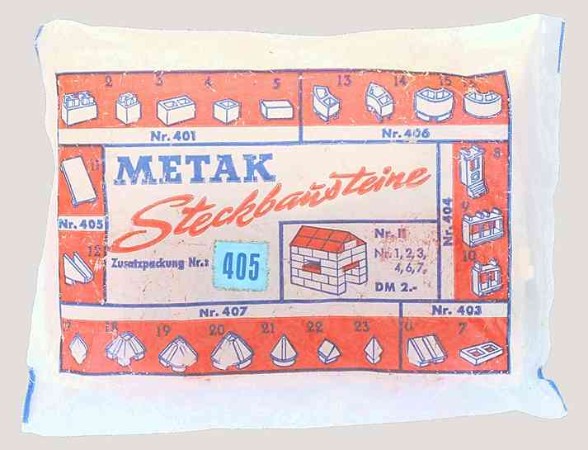 2 3 4 5 13 14 15
Nr. 401 Nr. 406
METAK
Steckbausteine
Nr. 405
Nr. 404
8
9
10
12
Zusatzpackung Nr.:
405
Nr. II
Nr. 1, 2, 3,
4, 6, 7,
DM 2.-
Nr. 407 Nr. 403
18 19 20 21 22 23 7